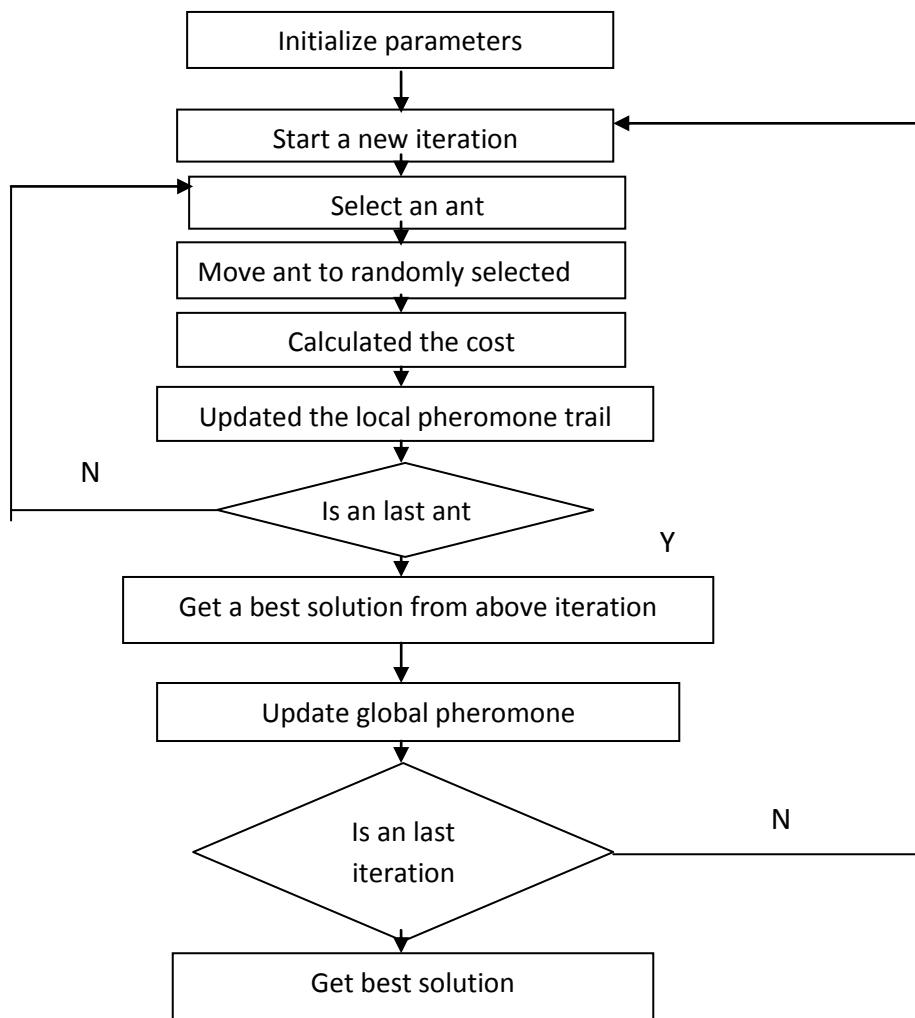 Initialize parameters
Start a new iteration
Select an ant
Move ant to randomly selected
Calculated the cost
Updated the local pheromone trail
N
Is an last ant
Y
Get a best solution from above iteration
Update global pheromone
Is an last
iteration
N
Get best solution